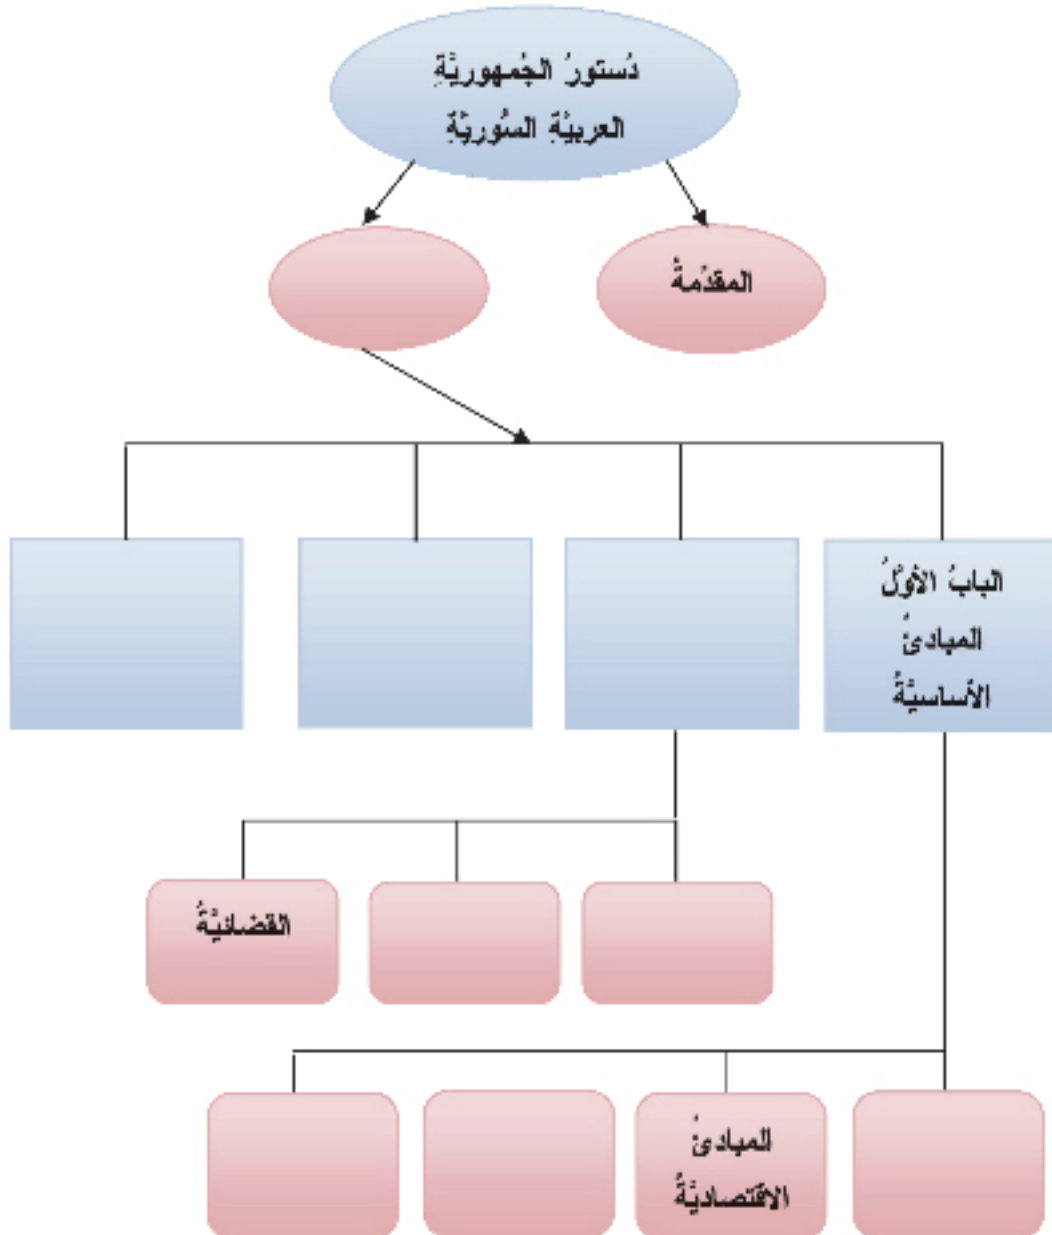 دُستورُ الجُمهوريَّةِ
العربيَّةِ السُّوريَّةِ
المقدّمةُ
البابُ الأوَّلُ
المبادئُ
الأساسيَّةُ
القضائيَّةُ
المبادئُ
الاقتصاديَّةُ